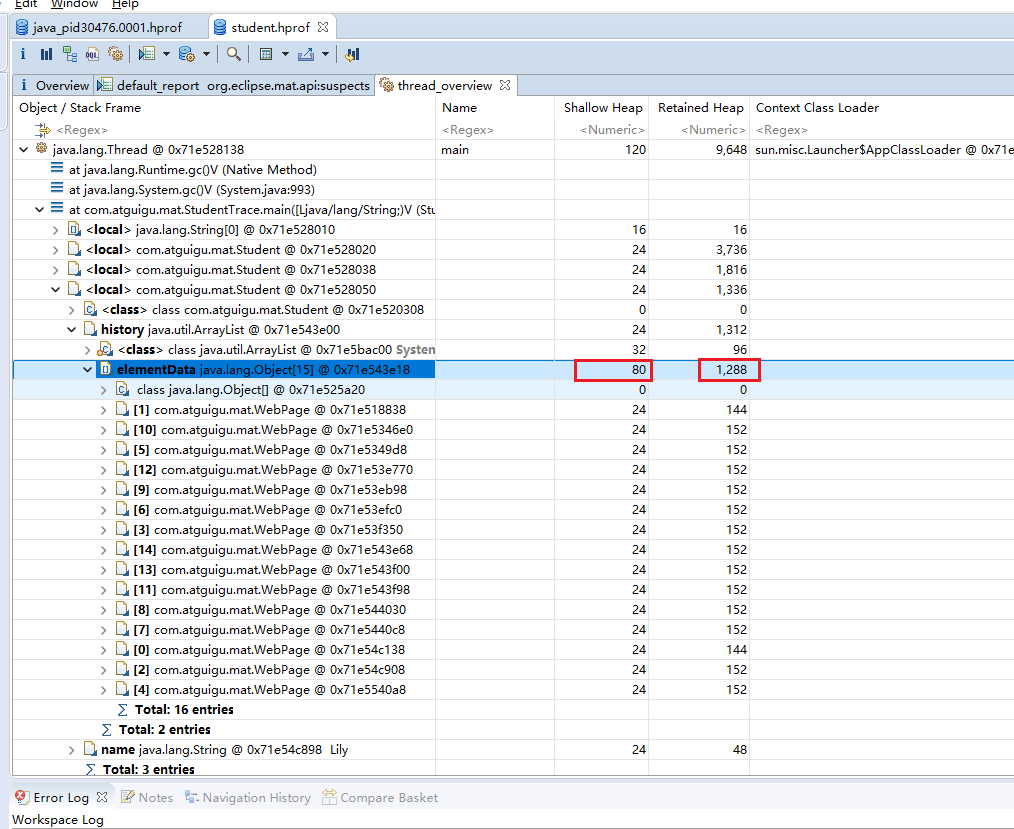 Edit Window Help
java_pid30476.0001.hprof student.hprof
Overview default_report org.eclipse.mat.api:suspects thread_overview
Object / Stack Frame Name Shallow Heap Retained Heap Context Class Loader
<Regex> <Regex> <Numeric> <Numeric> <Regex>
java.lang.Thread @ 0x71e528138 main 120 9,648 sun.misc.Launcher$AppClassLoader @ 0x71e
at java.lang.Runtime.gc()V (Native Method)
at java.lang.System.gc()V (System.java:993)
at com.atguigu.mat.StudentTrace.main([Ljava/lang/String;)V (Stu
<local> java.lang.String[0] @ 0x71e528010 16 16
<local> com.atguigu.mat.Student @ 0x71e528020 24 3,736
<local> com.atguigu.mat.Student @ 0x71e528038 24 1,816
<local> com.atguigu.mat.Student @ 0x71e528050 24 1,336
<class> class com.atguigu.mat.Student @ 0x71e520308 0 0
history java.util.ArrayList @ 0x71e543e00 24 1,312
<class> class java.util.ArrayList @ 0x71e5bac00 System 32 96
elementData java.lang.Object[15] @ 0x71e543e18 80 1,288
class java.lang.Object[] @ 0x71e525a20 0 0
[1] com.atguigu.mat.WebPage @ 0x71e518838 24 144
[10] com.atguigu.mat.WebPage @ 0x71e5346e0 24 152
[5] com.atguigu.mat.WebPage @ 0x71e5349d8 24 152
[12] com.atguigu.mat.WebPage @ 0x71e53e770 24 152
[9] com.atguigu.mat.WebPage @ 0x71e53eb98 24 152
[6] com.atguigu.mat.WebPage @ 0x71e53efc0 24 152
[3] com.atguigu.mat.WebPage @ 0x71e53f350 24 152
[14] com.atguigu.mat.WebPage @ 0x71e543e68 24 152
[13] com.atguigu.mat.WebPage @ 0x71e543f00 24 152
[11] com.atguigu.mat.WebPage @ 0x71e543f98 24 152
[8] com.atguigu.mat.WebPage @ 0x71e544030 24 152
[7] com.atguigu.mat.WebPage @ 0x71e5440c8 24 152
[0] com.atguigu.mat.WebPage @ 0x71e54c138 24 144
[2] com.atguigu.mat.WebPage @ 0x71e54c908 24 152
[4] com.atguigu.mat.WebPage @ 0x71e5540a8 24 152
Total: 16 entries
Total: 2 entries
name java.lang.String @ 0x71e54c898 Lily 24 48
Total: 3 entries
Error Log Notes Navigation History Compare Basket
Workspace Log